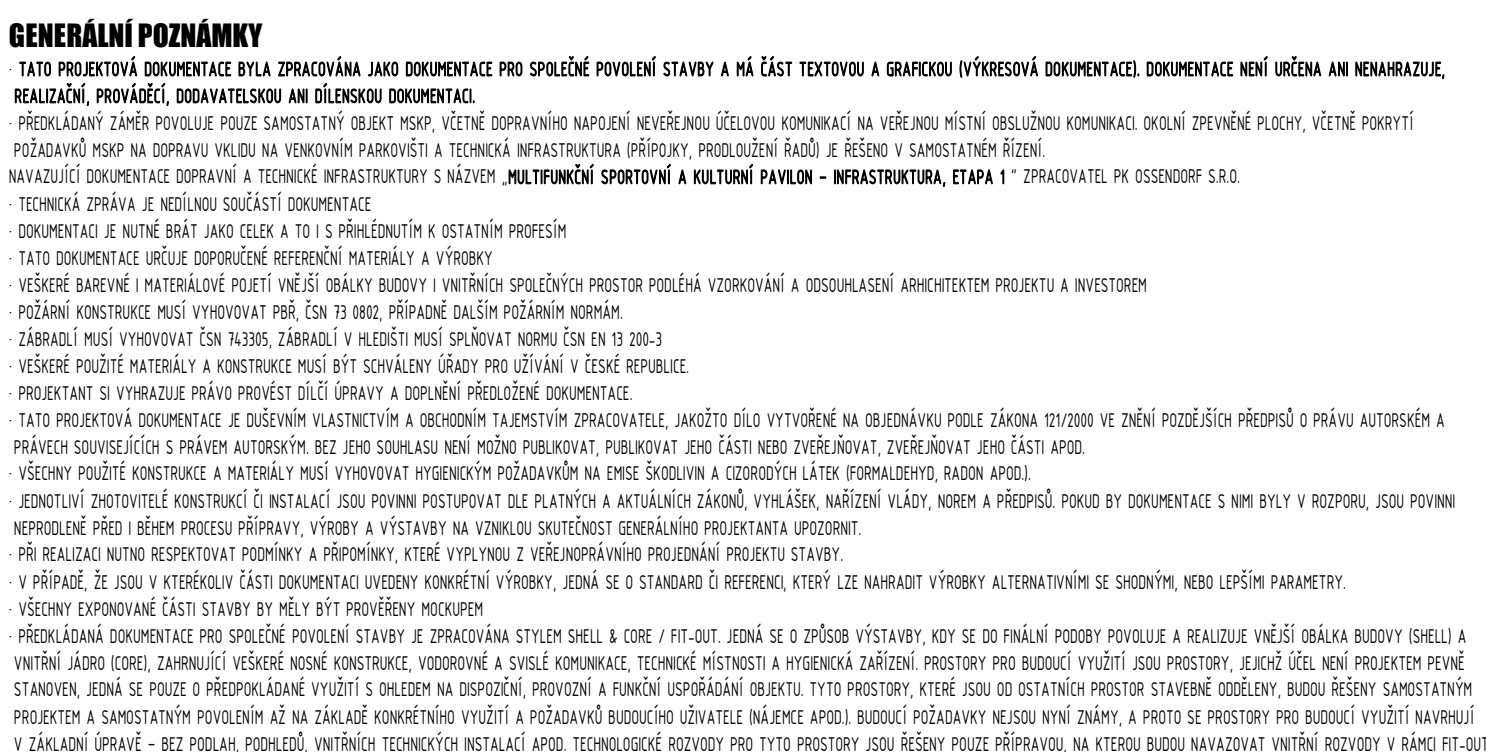 GENERÁLNÍ POZNÁMKY
· TATO PROJEKTOVÁ DOKUMENTACE BYLA ZPRACOVÁNA JAKO DOKUMENTACE PRO SPOLEČNÉ POVOLENÍ STAVBY A MÁ ČÁST TEXTOVOU A GRAFICKOU (VÝKRESOVÁ DOKUMENTACE). DOKUMENTACE NENÍ URČENA ANI NENAHRAZUJE,
REALIZAČNÍ, PROVÁDĚCÍ, DODAVATELSKOU ANI DÍLENSKOU DOKUMENTACI.
· PŘEDKLÁDANÝ ZÁMĚR POVOLUJE POUZE SAMOSTATNÝ OBJEKT MSKP, VČETNĚ DOPRAVNÍHO NAPOJENÍ NEVEŘEJNOU ÚČELOVOU KOMUNIKACÍ NA VEŘEJNOU MÍSTNÍ OBSLUŽNOU KOMUNIKACI. OKOLNÍ ZPEVNĚNÉ PLOCHY, VČETNĚ POKRYTÍ
POŽADAVKŮ MSKP NA DOPRAVU VKLIDU NA VENKOVNÍM PARKOVIŠTI A TECHNICKÁ INFRASTRUKTURA (PŘÍPOJKY, PRODLOUŽENÍ ŘADŮ) JE ŘEŠENO V SAMOSTATNÉM ŘÍZENÍ.
NAVAZUJÍCÍ DOKUMENTACE DOPRAVNÍ A TECHNICKÉ INFRASTRUKTURY S NÁZVEM „MULTIFUNKČNÍ SPORTOVNÍ A KULTURNÍ PAVILON - INFRASTRUKTURA, ETAPA 1 " ZPRACOVATEL PK OSSENDORF S.R.O.
· TECHNICKÁ ZPRÁVA JE NEDÍLNOU SOUČÁSTÍ DOKUMENTACE
· DOKUMENTACI JE NUTNÉ BRÁT JAKO CELEK A TO I S PŘIHLÉDNUTÍM K OSTATNÍM PROFESÍM
· TATO DOKUMENTACE URČUJE DOPORUČENÉ REFERENČNÍ MATERIÁLY A VÝROBKY
· VEŠKERÉ BAREVNÉ I MATERIÁLOVÉ POJETÍ VNĚJŠÍ OBÁLKY BUDOVY I VNITŘNÍCH SPOLEČNÝCH PROSTOR PODLÉHÁ VZORKOVÁNÍ A ODSOUHLASENÍ ARHICHITEKTEM PROJEKTU A INVESTOREM
· POŽÁRNÍ KONSTRUKCE MUSÍ VYHOVOVAT PBŘ, ČSN 73 0802, PŘÍPADNĚ DALŠÍM POŽÁRNÍM NORMÁM.
· ZÁBRADLÍ MUSÍ VYHOVOVAT ČSN 743305, ZÁBRADLÍ V HLEDIŠTI MUSÍ SPLŇOVAT NORMU ČSN EN 13 200-3
· VEŠKERÉ POUŽITÉ MATERIÁLY A KONSTRUKCE MUSÍ BÝT SCHVÁLENY ÚŘADY PRO UŽÍVÁNÍ V ČESKÉ REPUBLICE.
· PROJEKTANT SI VYHRAZUJE PRÁVO PROVÉST DÍLČÍ ÚPRAVY A DOPLNĚNÍ PŘEDLOŽENÉ DOKUMENTACE.
· TATO PROJEKTOVÁ DOKUMENTACE JE DUŠEVNÍM VLASTNICTVÍM A OBCHODNÍM TAJEMSTVÍM ZPRACOVATELE, JAKOŽTO DÍLO VYTVOŘENÉ NA OBJEDNÁVKU PODLE ZÁKONA 121/2000 VE ZNĚNÍ POZDĚJŠÍCH PŘEDPISŮ O PRÁVU AUTORSKÉM A
PRÁVECH SOUVISEJÍCÍCH S PRÁVEM AUTORSKÝM. BEZ JEHO SOUHLASU NENÍ MOŽNO PUBLIKOVAT, PUBLIKOVAT JEHO ČÁSTI NEBO ZVEŘEJŇOVAT, ZVEŘEJŇOVAT JEHO ČÁSTI APOD.
· VŠECHNY POUŽITÉ KONSTRUKCE A MATERIÁLY MUSÍ VYHOVOVAT HYGIENICKÝM POŽADAVKŮM NA EMISE ŠKODLIVIN A CIZORODÝCH LÁTEK (FORMALDEHYD, RADON APOD.).
· JEDNOTLIVÍ ZHOTOVITELÉ KONSTRUKCÍ ČI INSTALACÍ JSOU POVINNI POSTUPOVAT DLE PLATNÝCH A AKTUÁLNÍCH ZÁKONŮ, VYHLÁŠEK, NAŘÍZENÍ VLÁDY, NOREM A PŘEDPISŮ. POKUD BY DOKUMENTACE S NIMI BYLY V ROZPORU, JSOU POVINNI
NEPRODLENĚ PŘED I BĚHEM PROCESU PŘÍPRAVY, VÝROBY A VÝSTAVBY NA VZNIKLOU SKUTEČNOST GENERÁLNÍHO PROJEKTANTA UPOZORNIT.
· PŘI REALIZACI NUTNO RESPEKTOVAT PODMÍNKY A PŘIPOMÍNKY, KTERÉ VYPLYNOU Z VEŘEJNOPRÁVNÍHO PROJEDNÁNÍ PROJEKTU STAVBY.
· V PŘÍPADĚ, ŽE JSOU V KTERÉKOLIV ČÁSTI DOKUMENTACI UVEDENY KONKRÉTNÍ VÝROBKY, JEDNÁ SE O STANDARD ČI REFERENCI, KTERÝ LZE NAHRADIT VÝROBKY ALTERNATIVNÍMI SE SHODNÝMI, NEBO LEPŠÍMI PARAMETRY.
· VŠECHNY EXPONOVANÉ ČÁSTI STAVBY BY MĚLY BÝT PROVĚŘENY MOCKUPEM
· PŘEDKLÁDANÁ DOKUMENTACE PRO SPOLEČNÉ POVOLENÍ STAVBY JE ZPRACOVÁNA STYLEM SHELL & CORE / FIT-OUT. JEDNÁ SE O ZPŮSOB VÝSTAVBY, KDY SE DO FINÁLNÍ PODOBY POVOLUJE A REALIZUJE VNĚJŠÍ OBÁLKA BUDOVY (SHELL) A
VNITŘNÍ JÁDRO (CORE), ZAHRNUJÍCÍ VEŠKERÉ NOSNÉ KONSTRUKCE, VODOROVNÉ A SVISLÉ KOMUNIKACE, TECHNICKÉ MÍSTNOSTI A HYGIENICKÁ ZAŘÍZENÍ. PROSTORY PRO BUDOUCÍ VYUŽITÍ JSOU PROSTORY, JEJICHŽ ÚČEL NENÍ PROJEKTEM PEVNĚ
STANOVEN, JEDNÁ SE POUZE O PŘEDPOKLÁDANÉ VYUŽITÍ S OHLEDEM NA DISPOZIČNÍ, PROVOZNÍ A FUNKČNÍ USPOŘÁDÁNÍ OBJEKTU. TYTO PROSTORY, KTERÉ JSOU OD OSTATNÍCH PROSTOR STAVEBNĚ ODDĚLENY, BUDOU ŘEŠENY SAMOSTATNÝM
PROJEKTEM A SAMOSTATNÝM POVOLENÍM AŽ NA ZÁKLADĚ KONKRÉTNÍHO VYUŽITÍ A POŽADAVKŮ BUDOUCÍHO UŽIVATELE (NÁJEMCE APOD.). BUDOUCÍ POŽADAVKY NEJSOU NYNÍ ZNÁMY, A PROTO SE PROSTORY PRO BUDOUCÍ VYUŽITÍ NAVRHUJÍ
V ZÁKLADNÍ ÚPRAVĚ - BEZ PODLAH, PODHLEDŮ, VNITŘNÍCH TECHNICKÝCH INSTALACÍ APOD. TECHNOLOGICKÉ ROZVODY PRO TYTO PROSTORY JSOU ŘEŠENY POUZE PŘÍPRAVOU, NA KTEROU BUDOU NAVAZOVAT VNITŘNÍ ROZVODY V RÁMCI FIT-OUT